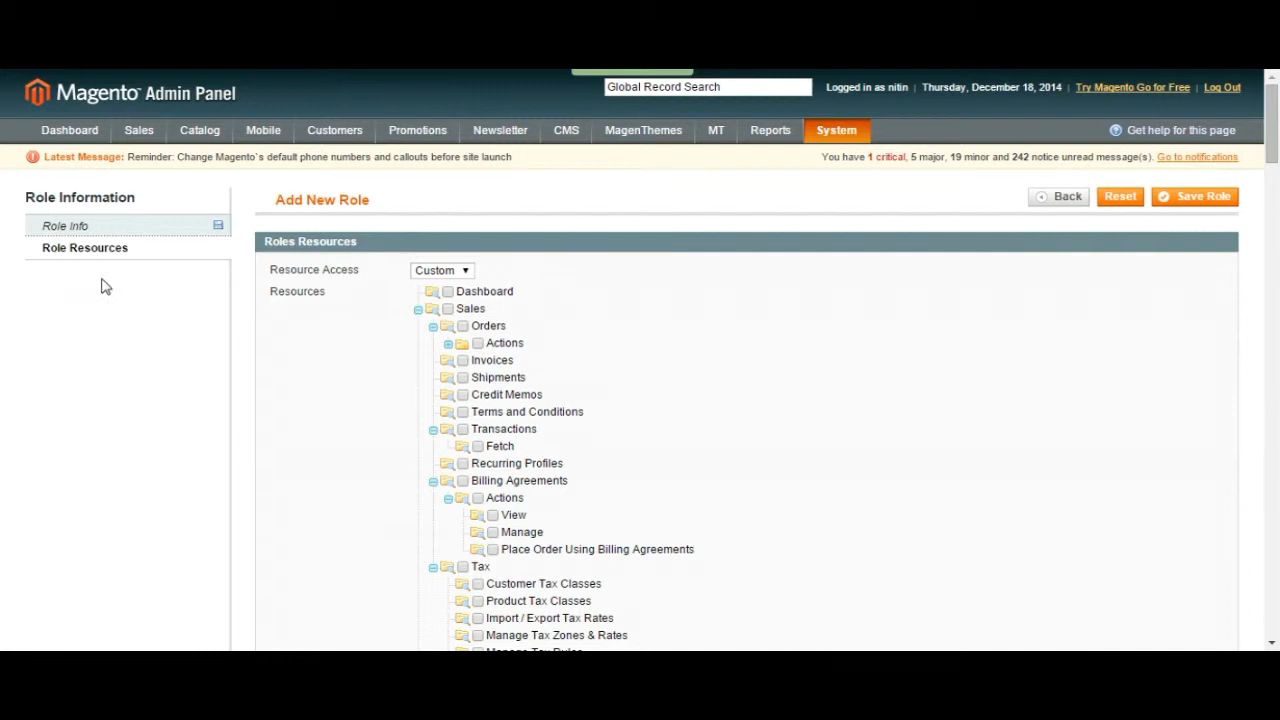 Magento Admin Panel
Global Record Search
Logged in as nitin | Thursday, December 18, 2014 | Try Magento Go for Free | Log Out
Dashboard Sales Catalog Mobile Customers Promotions Newsletter CMS MagenThemes MT Reports System Get help for this page
Latest Message: Reminder: Change Magento's default phone numbers and callouts before site launch
You have 1 critical, 5 major, 19 minor and 242 notice unread message(s). Go to notifications
Role Information
Role Info
Role Resources
Add New Role
Back Reset Save Role
Roles Resources
Resource Access Custom
Resources
Dashboard
Sales
Orders
Actions
Invoices
Shipments
Credit Memos
Terms and Conditions
Transactions
Fetch
Recurring Profiles
Billing Agreements
Actions
View
Manage
Place Order Using Billing Agreements
Tax
Customer Tax Classes
Product Tax Classes
Import / Export Tax Rates
Manage Tax Zones & Rates
Manage Tax Rules